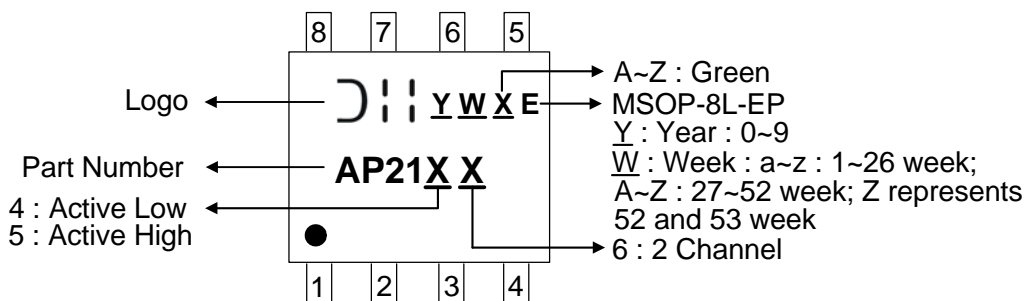 8 7 6 5
A~Z : Green
Logo
Y W X E
MSOP-8L-EP
Y : Year : 0~9
W : Week : a~z : 1~26 week;
A~Z : 27~52 week; Z represents
52 and 53 week
Part Number
AP21X X
4 : Active Low
5 : Active High
6 : 2 Channel
1 2 3 4